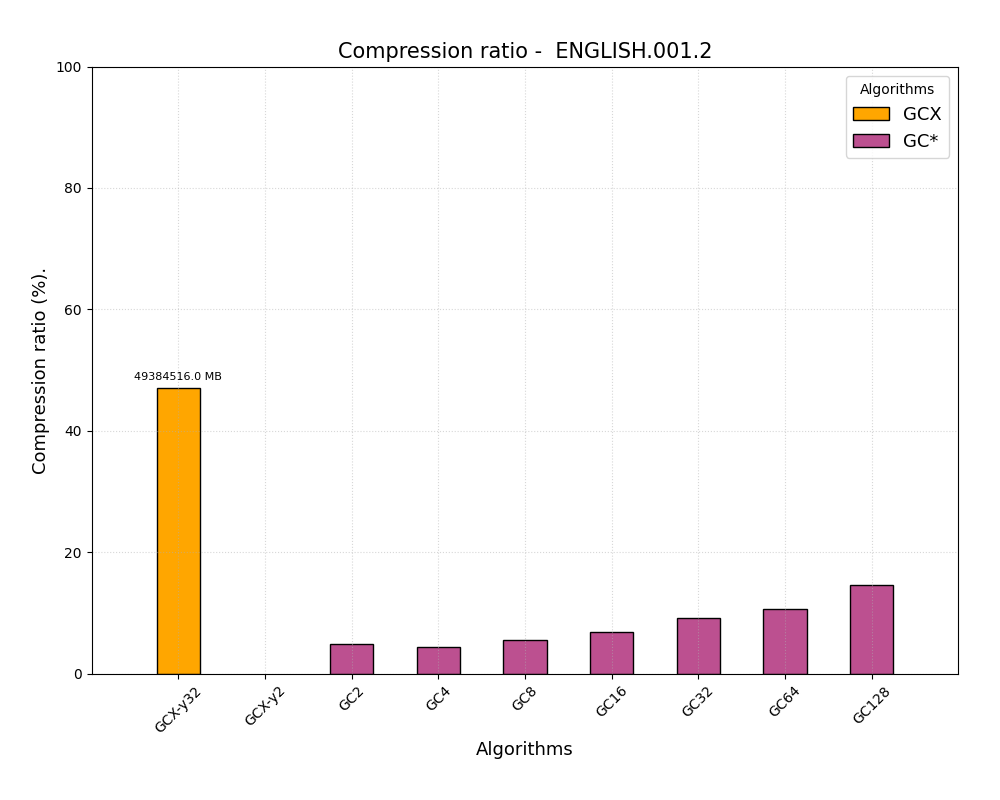 Compression ratio -  ENGLISH.001.2
Algorithms
GCX
GC*
100
80
60
40
20
0
Compression ratio (%).
49384516.0 MB
GCX-y32
GCX-y2
GC2
GC4
GC8
GC16
GC32
GC64
GC128
Algorithms